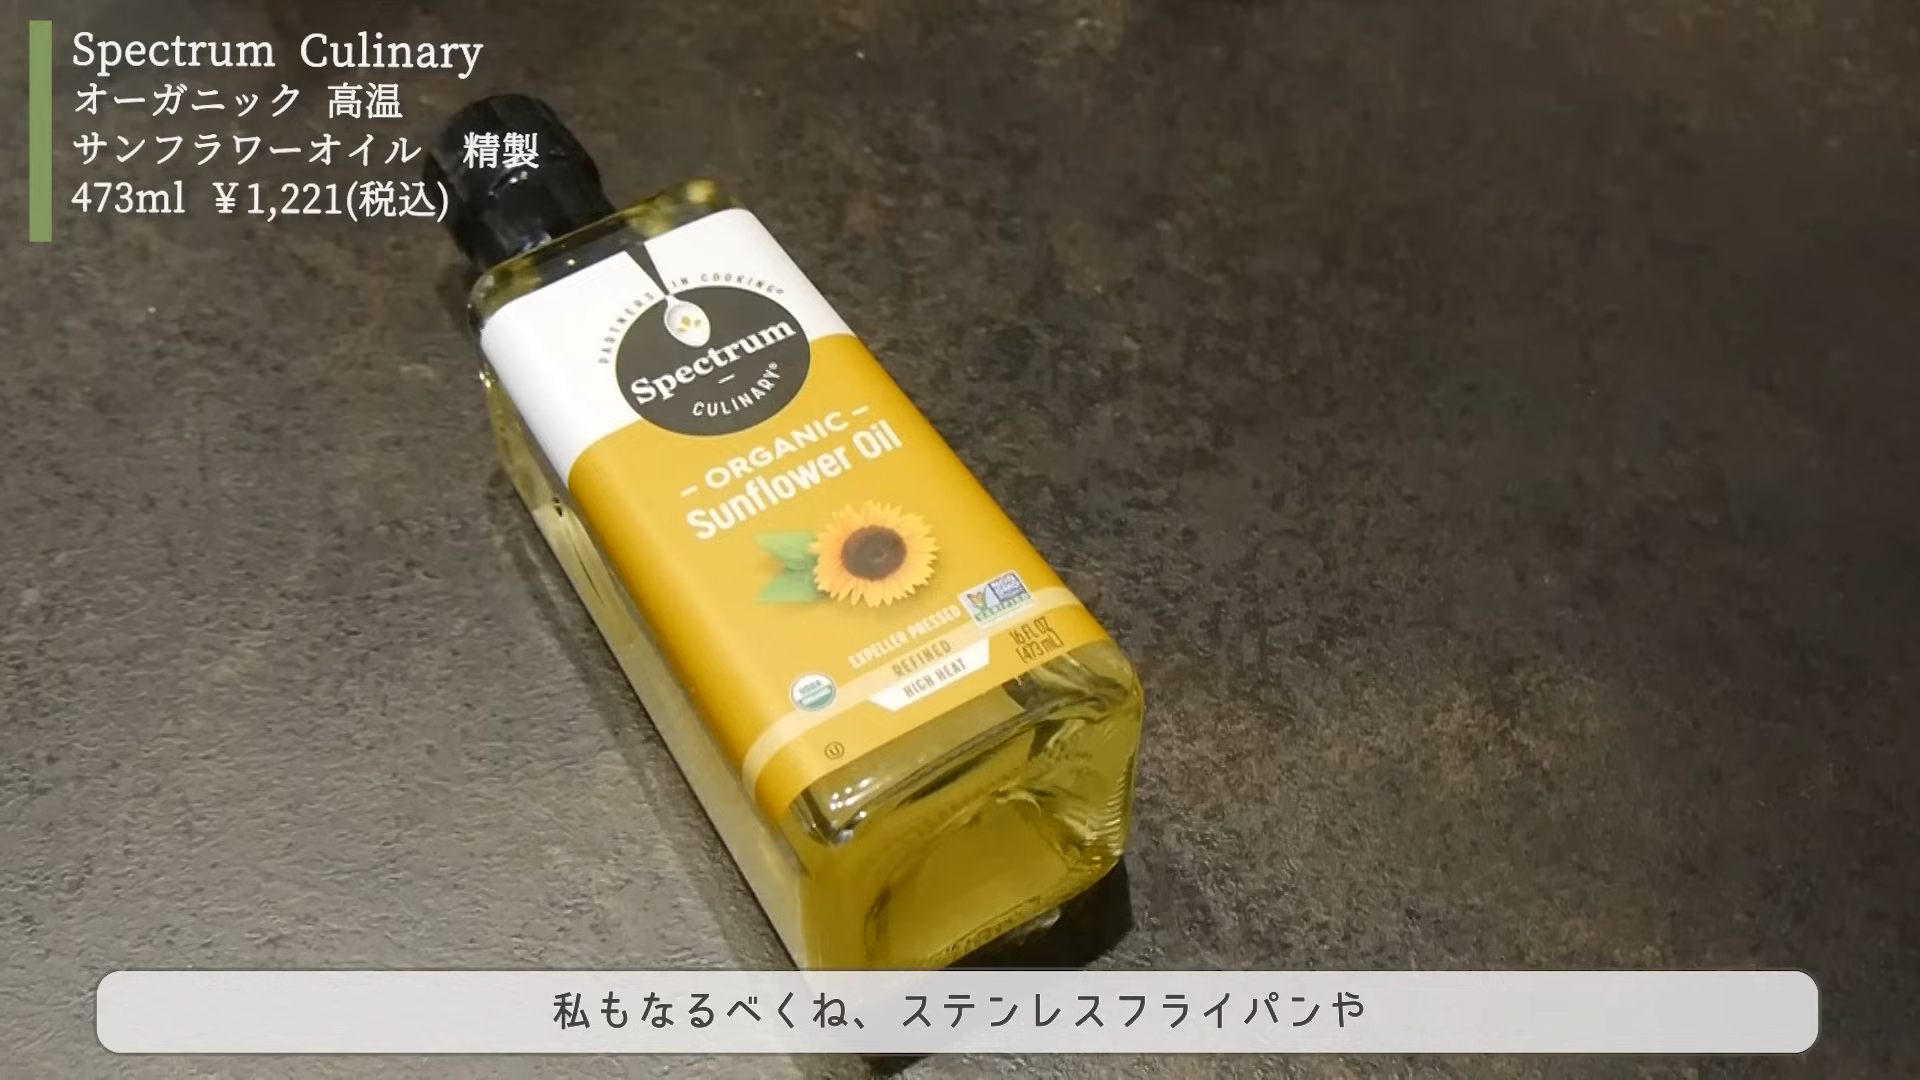 Spectrum Culinary
オーガニック 高温
サンフラワーオイル 精製
473ml ￥1,221(税込)
PARTNERS IN COOKING®
Spectrum
CULINARY®
ORGANIC
Sunflower Oil
EXPELLER PRESSED
REFINED
HIGH HEAT
VERIFIED
16 FL OZ
(473 mL)
USDA
ORGANIC
U
私もなるべくね、ステンレスフライパンや